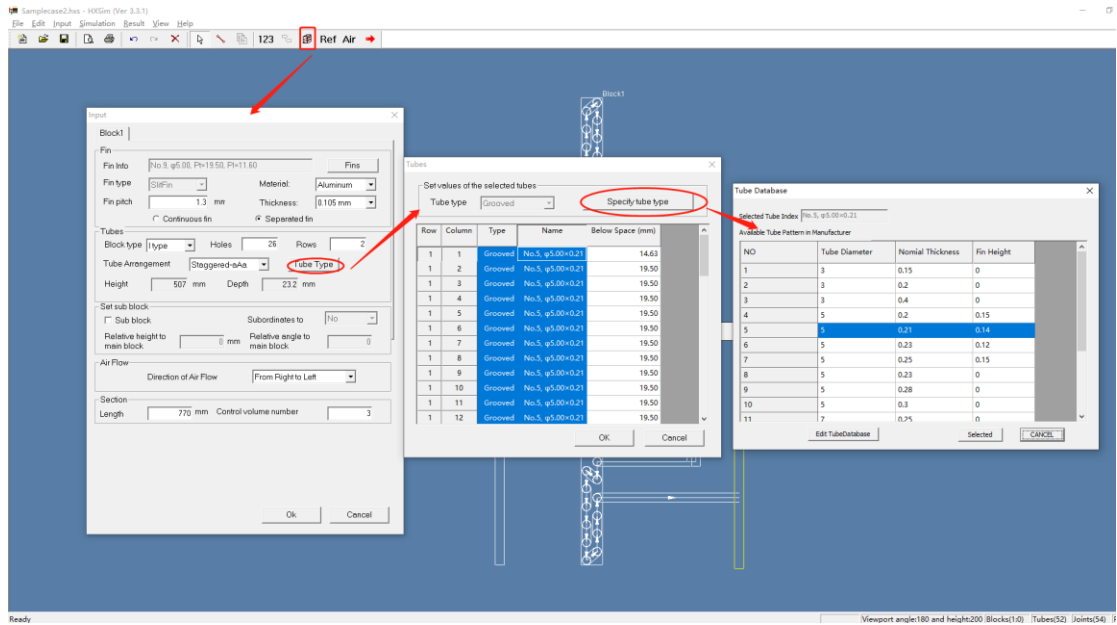 Samplecase2.hxs - HXSim (Ver 3.3.1)
File Edit Input Simulation Result View Help
123 Ref Air
Block1
Input
Block1
Fin
Fin Info No.9, φ5.00, Pt=19.50, Pl=11.60 Fins
Fin type SlitFin Material: Aluminum
Fin pitch 1.3 mm Thickness: 0.105 mm
Continuous fin Separated fin
Tubes
Block type I type Holes 26 Rows 2
Tube Arrangement Staggered-aAa Tube Type
Height 507 mm Depth 23.2 mm
Set sub block
Sub block Subordinates to No
Relative height to main block 0 mm Relative angle to main block 0
Air Flow
Direction of Air Flow From Right to Left
Section
Length 770 mm Control volume number 3
Ok Cancel
Tubes
Set values of the selected tubes
Tube type Grooved Specify tube type
Row Column Type Name Below Space (mm)
1 1 Grooved No.5, φ5.00×0.21 14.63
1 2 Grooved No.5, φ5.00×0.21 19.50
1 3 Grooved No.5, φ5.00×0.21 19.50
1 4 Grooved No.5, φ5.00×0.21 19.50
1 5 Grooved No.5, φ5.00×0.21 19.50
1 6 Grooved No.5, φ5.00×0.21 19.50
1 7 Grooved No.5, φ5.00×0.21 19.50
1 8 Grooved No.5, φ5.00×0.21 19.50
1 9 Grooved No.5, φ5.00×0.21 19.50
1 10 Grooved No.5, φ5.00×0.21 19.50
1 11 Grooved No.5, φ5.00×0.21 19.50
1 12 Grooved No.5, φ5.00×0.21 19.50
OK Cancel
Tube Database
Selected Tube Index No.5, φ5.00×0.21
Available Tube Pattern in Manufacturer
NO Tube Diameter Nomial Thickness Fin Height
1 3 0.15 0
2 3 0.2 0
3 3 0.4 0
4 5 0.2 0.15
5 5 0.21 0.14
6 5 0.23 0.12
7 5 0.25 0.15
8 5 0.23 0
9 5 0.28 0
10 5 0.3 0
11 7 0.25 0
Edit TubeDatabase Selected CANCEL
Ready Viewport angle:180 and height:200 Blocks(1:0) Tubes(52) Joints(54)